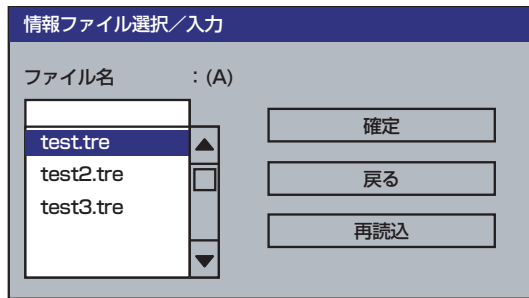 情報ファイル選択／入力
ファイル名　：(A)
test.tre
test2.tre
test3.tre
確定
戻る
再読込